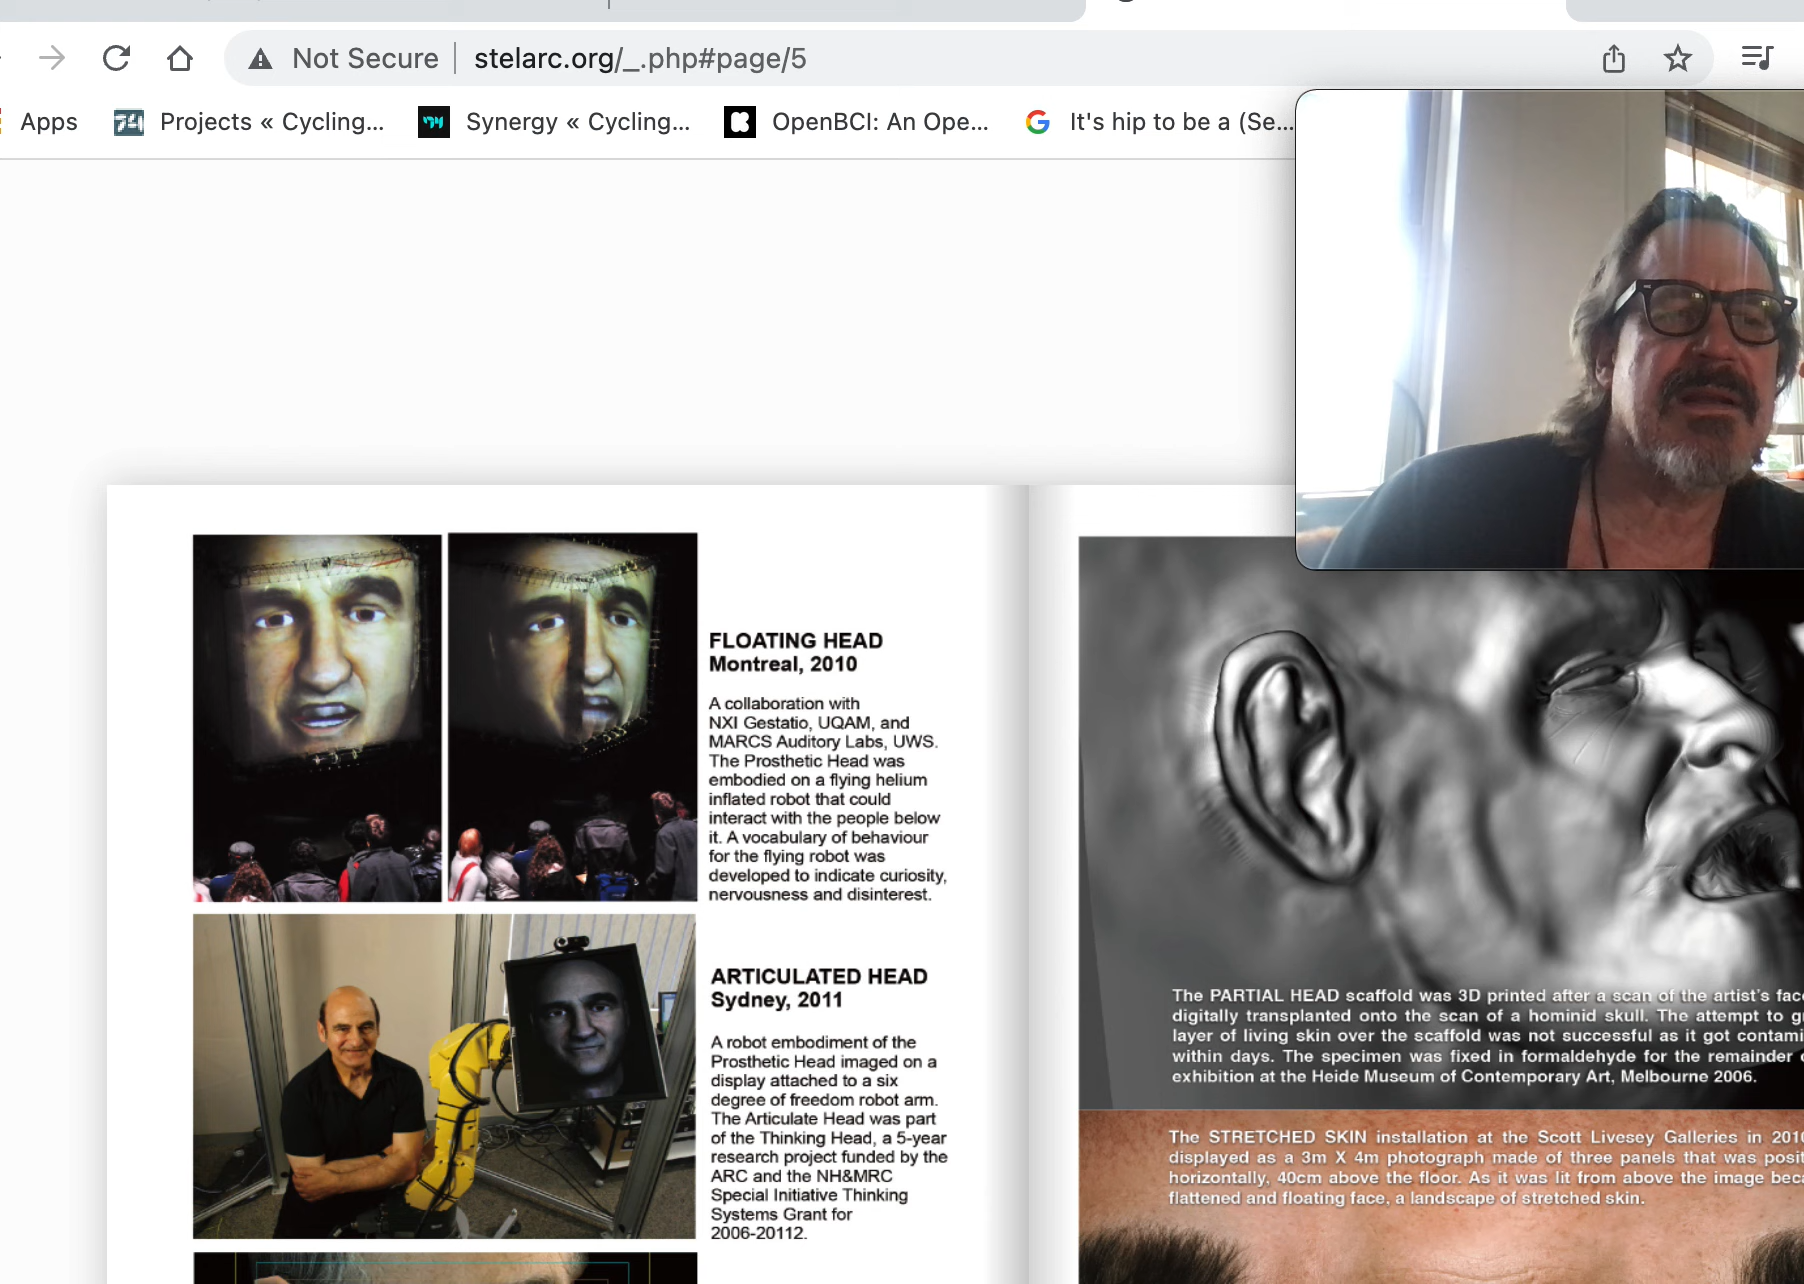 Not Secure
stelarc.org/_.php#page/5
Apps
Projects « Cycling...
Synergy « Cycling...
OpenBCI: An Ope...
It's hip to be a (Se...
FLOATING HEAD
Montreal, 2010
A collaboration with
NXI Gestatio, UQAM, and
MARCS Auditory Labs, UWS.
The Prosthetic Head was
embodied on a flying helium
inflated robot that could
interact with the people below
it. A vocabulary of behaviour
for the flying robot was
developed to indicate curiosity,
nervousness and disinterest.
ARTICULATED HEAD
Sydney, 2011
A robot embodiment of the
Prosthetic Head imaged on a
display attached to a six
degree of freedom robot arm.
The Articulate Head was part
of the Thinking Head, a 5-year
research project funded by the
ARC and the NH&MRC
Special Initiative Thinking
Systems Grant for
2006-20112.
The PARTIAL HEAD scaffold was 3D printed after a scan of the artist's face
digitally transplanted onto the scan of a hominid skull. The attempt to g
layer of living skin over the scaffold was not successful as it got contami
within days. The specimen was fixed in formaldehyde for the remainder
exhibition at the Heide Museum of Contemporary Art, Melbourne 2006.
The STRETCHED SKIN installation at the Scott Livesey Galleries in 2010
displayed as a 3m X 4m photograph made of three panels that was posit
horizontally, 40cm above the floor. As it was lit from above the image beca
flattened and floating face, a landscape of stretched skin.